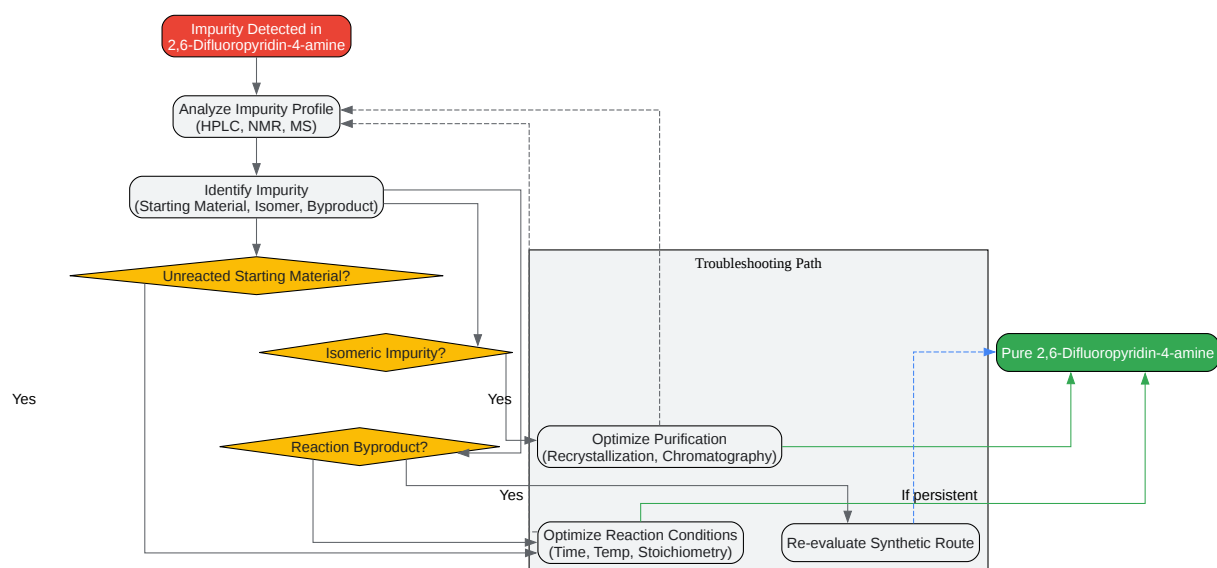 Impurity Detected in
2,6-Difluoropyridin-4-amine
Analyze Impurity Profile
(HPLC, NMR, MS)
Identify Impurity
(Starting Material, Isomer, Byproduct)
Unreacted Starting Material?
Troubleshooting Path
Isomeric Impurity?
Pure 2,6-Difluoropyridin-4-amine
Yes
Yes
Reaction Byproduct?
Optimize Purification
(Recrystallization, Chromatography)
Yes
If persistent
Optimize Reaction Conditions
(Time, Temp, Stoichiometry)
Re-evaluate Synthetic Route